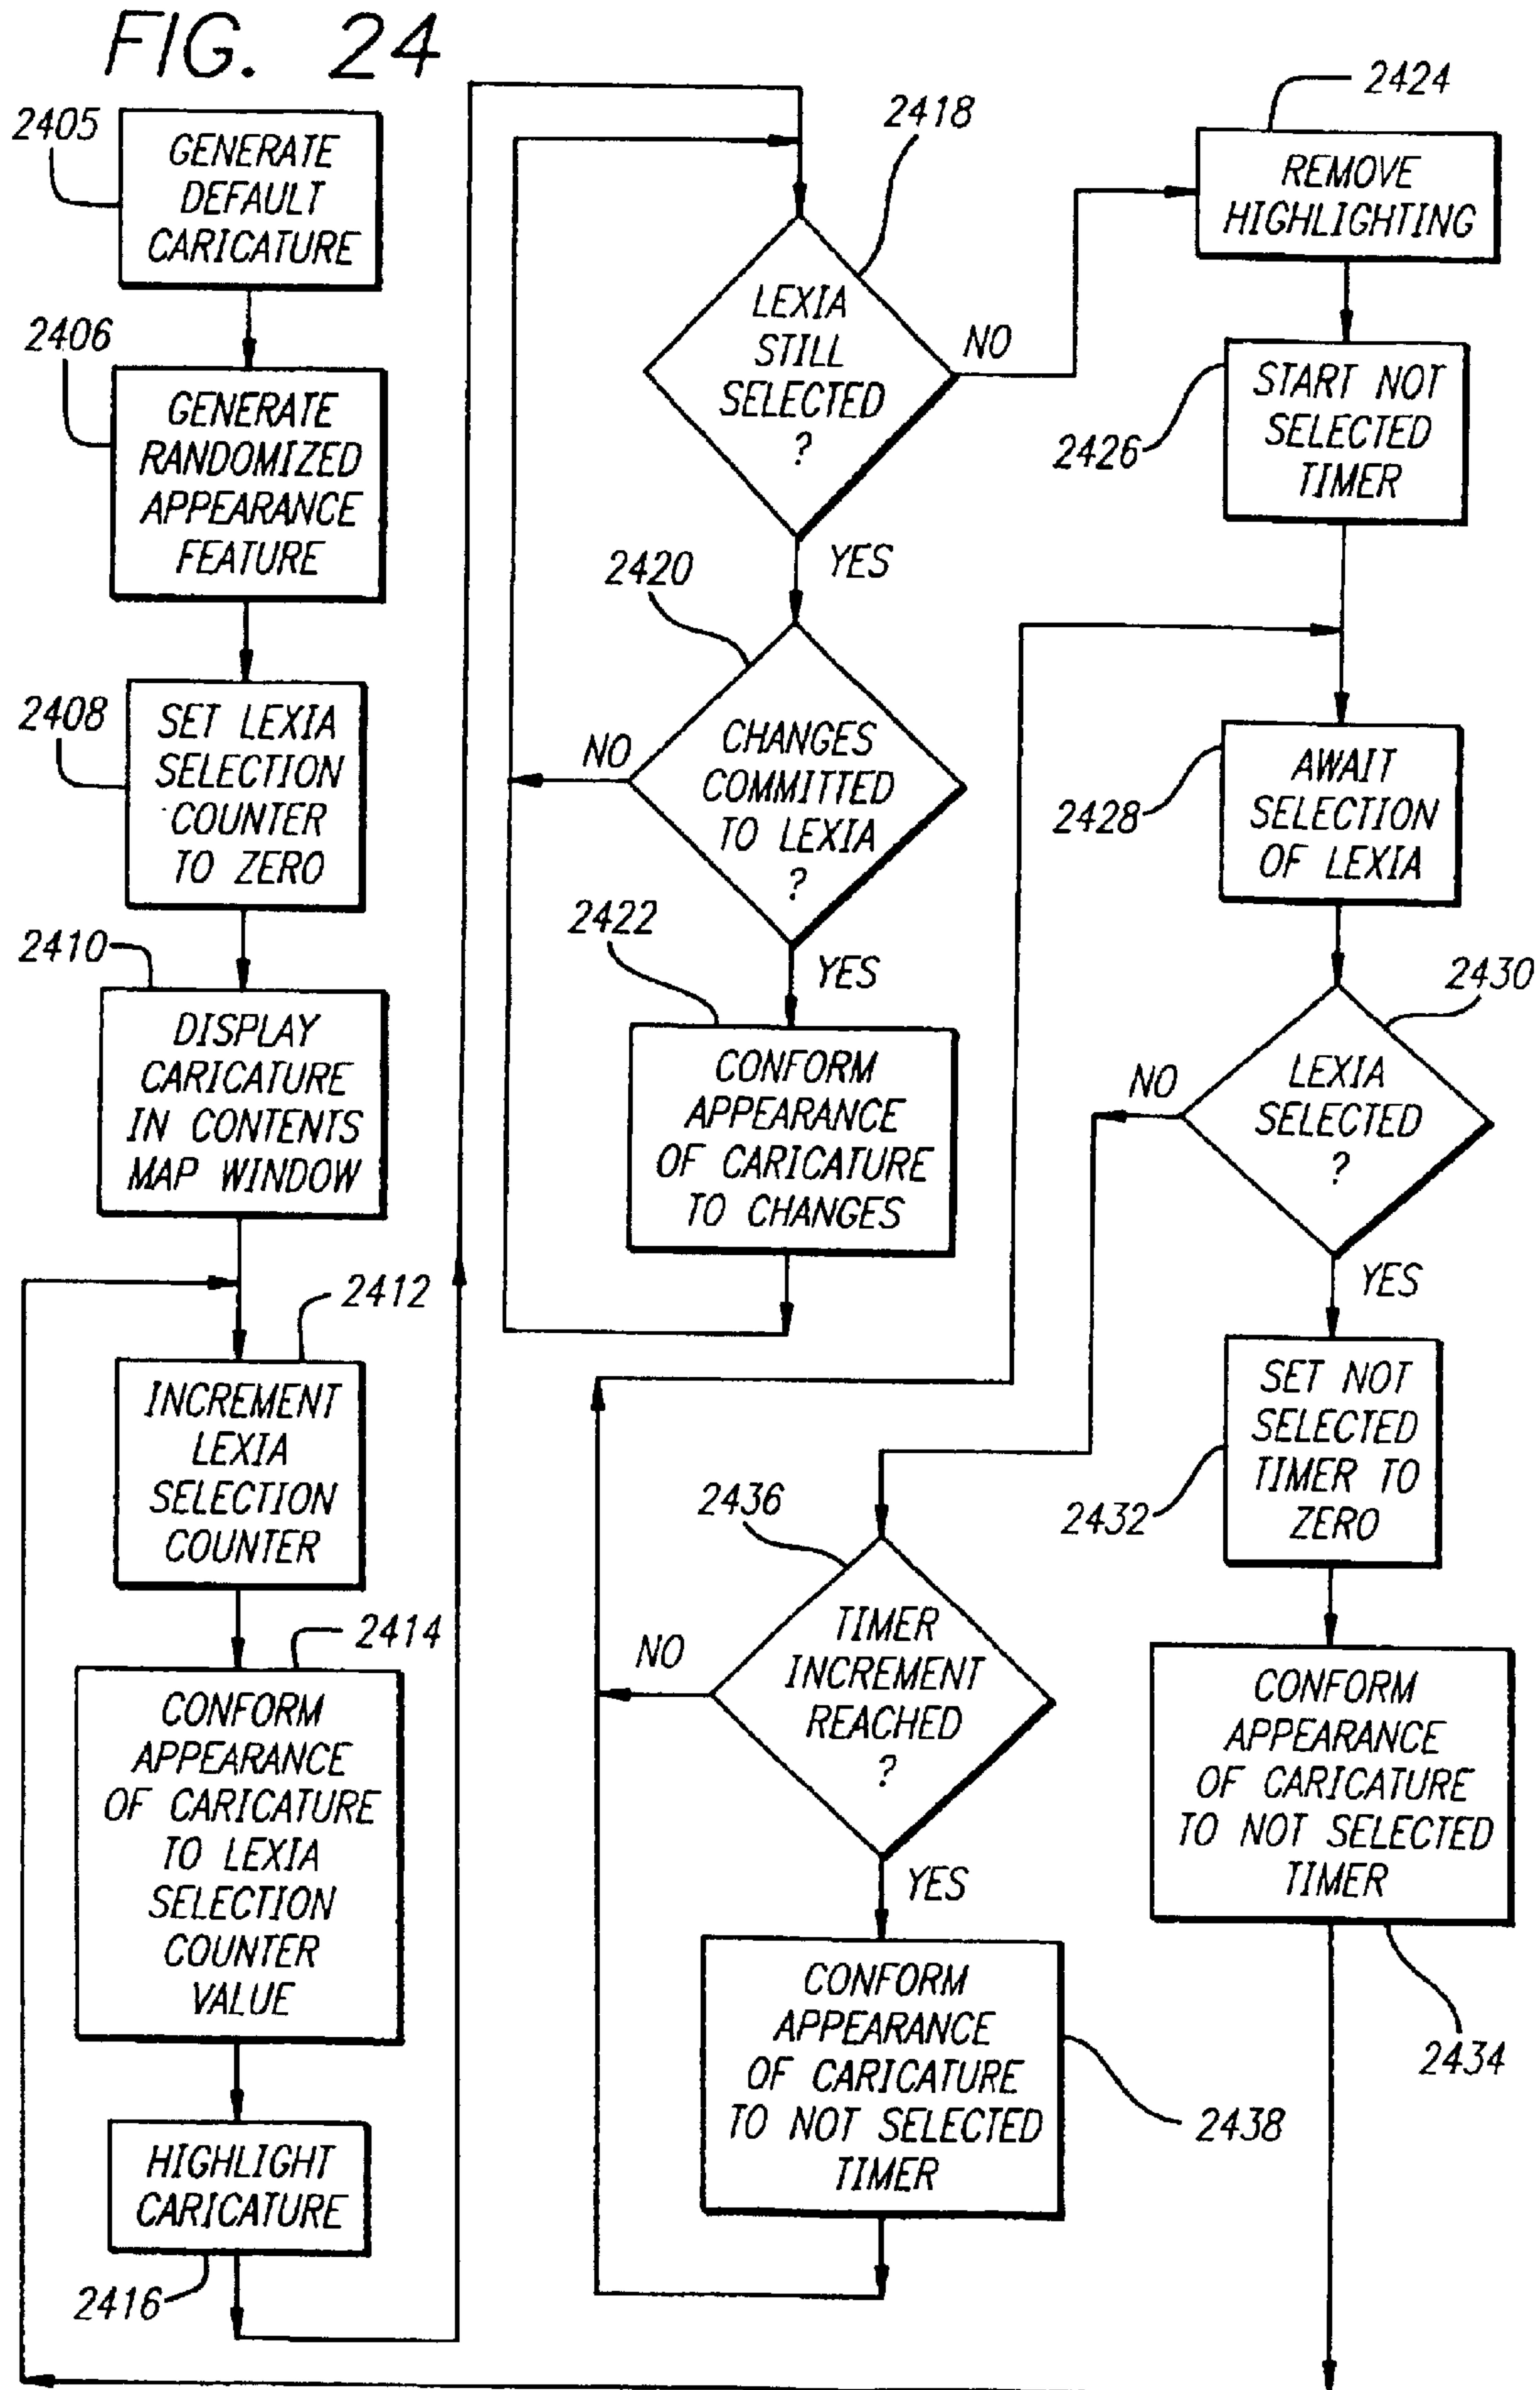 FIG. 24
2405
GENERATE
DEFAULT
CARICATURE
2406
GENERATE
RANDOMIZED
APPEARANCE
FEATURE
2408
SET LEXIA
SELECTION
COUNTER
TO ZERO
2410
DISPLAY
CARICATURE
IN CONTENTS
MAP WINDOW
2412
INCREMENT
LEXIA
SELECTION
COUNTER
2414
CONFORM
APPEARANCE
OF CARICATURE
TO LEXIA
SELECTION
COUNTER
VALUE
HIGHLIGHT
CARICATURE
2416
2418
LEXIA
STILL
SELECTED
?
NO
YES
2420
CHANGES
COMMITTED
TO LEXIA
?
NO
YES
2422
CONFORM
APPEARANCE
OF CARICATURE
TO CHANGES
2424
REMOVE
HIGHLIGHTING
START NOT
SELECTED
TIMER
2426
AWAIT
SELECTION
OF LEXIA
2428
2430
LEXIA
SELECTED
?
NO
YES
SET NOT
SELECTED
TIMER TO
ZERO
2432
CONFORM
APPEARANCE
OF CARICATURE
TO NOT SELECTED
TIMER
2434
2436
TIMER
INCREMENT
REACHED
?
NO
YES
CONFORM
APPEARANCE
OF CARICATURE
TO NOT SELECTED
TIMER
2438